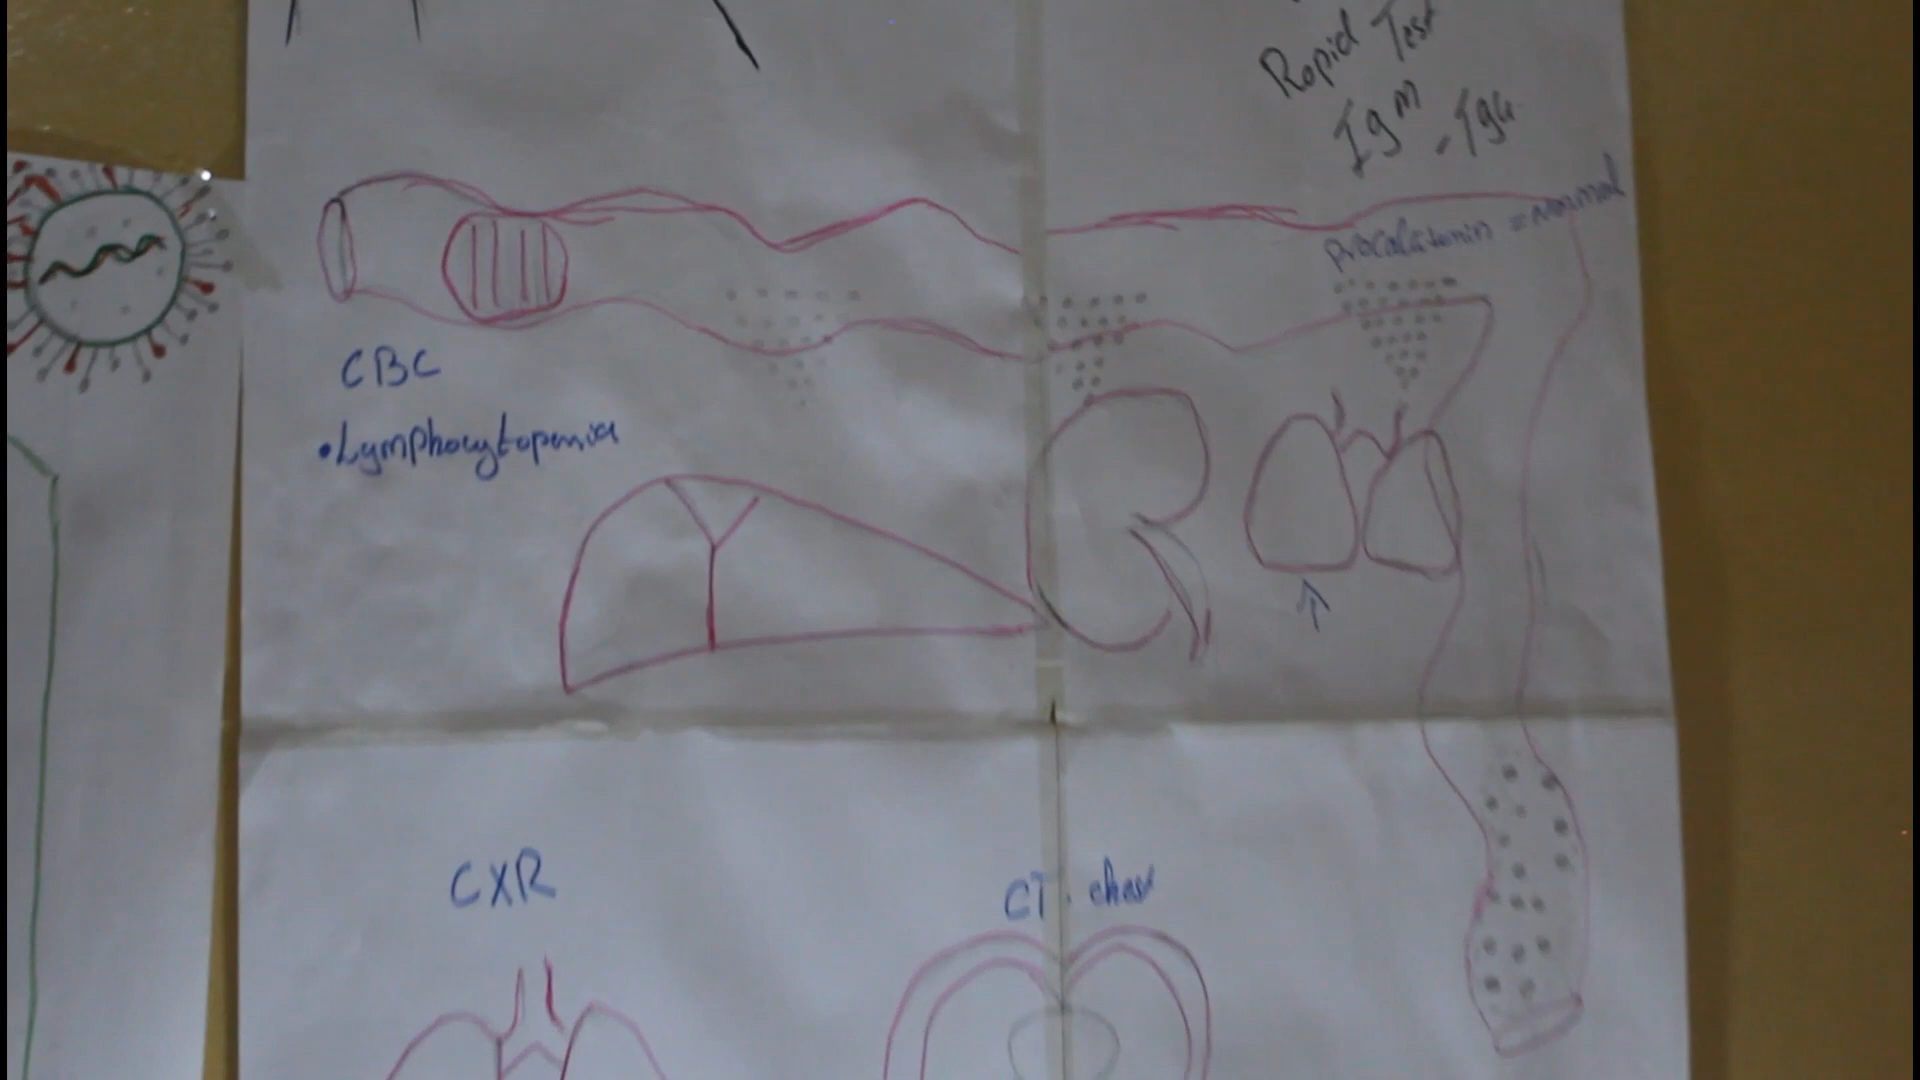 Rapid Test
IgM
- IgG
Procalcitonin = Normal
CBC
• Lymphocytopenia
CXR
CT. chest